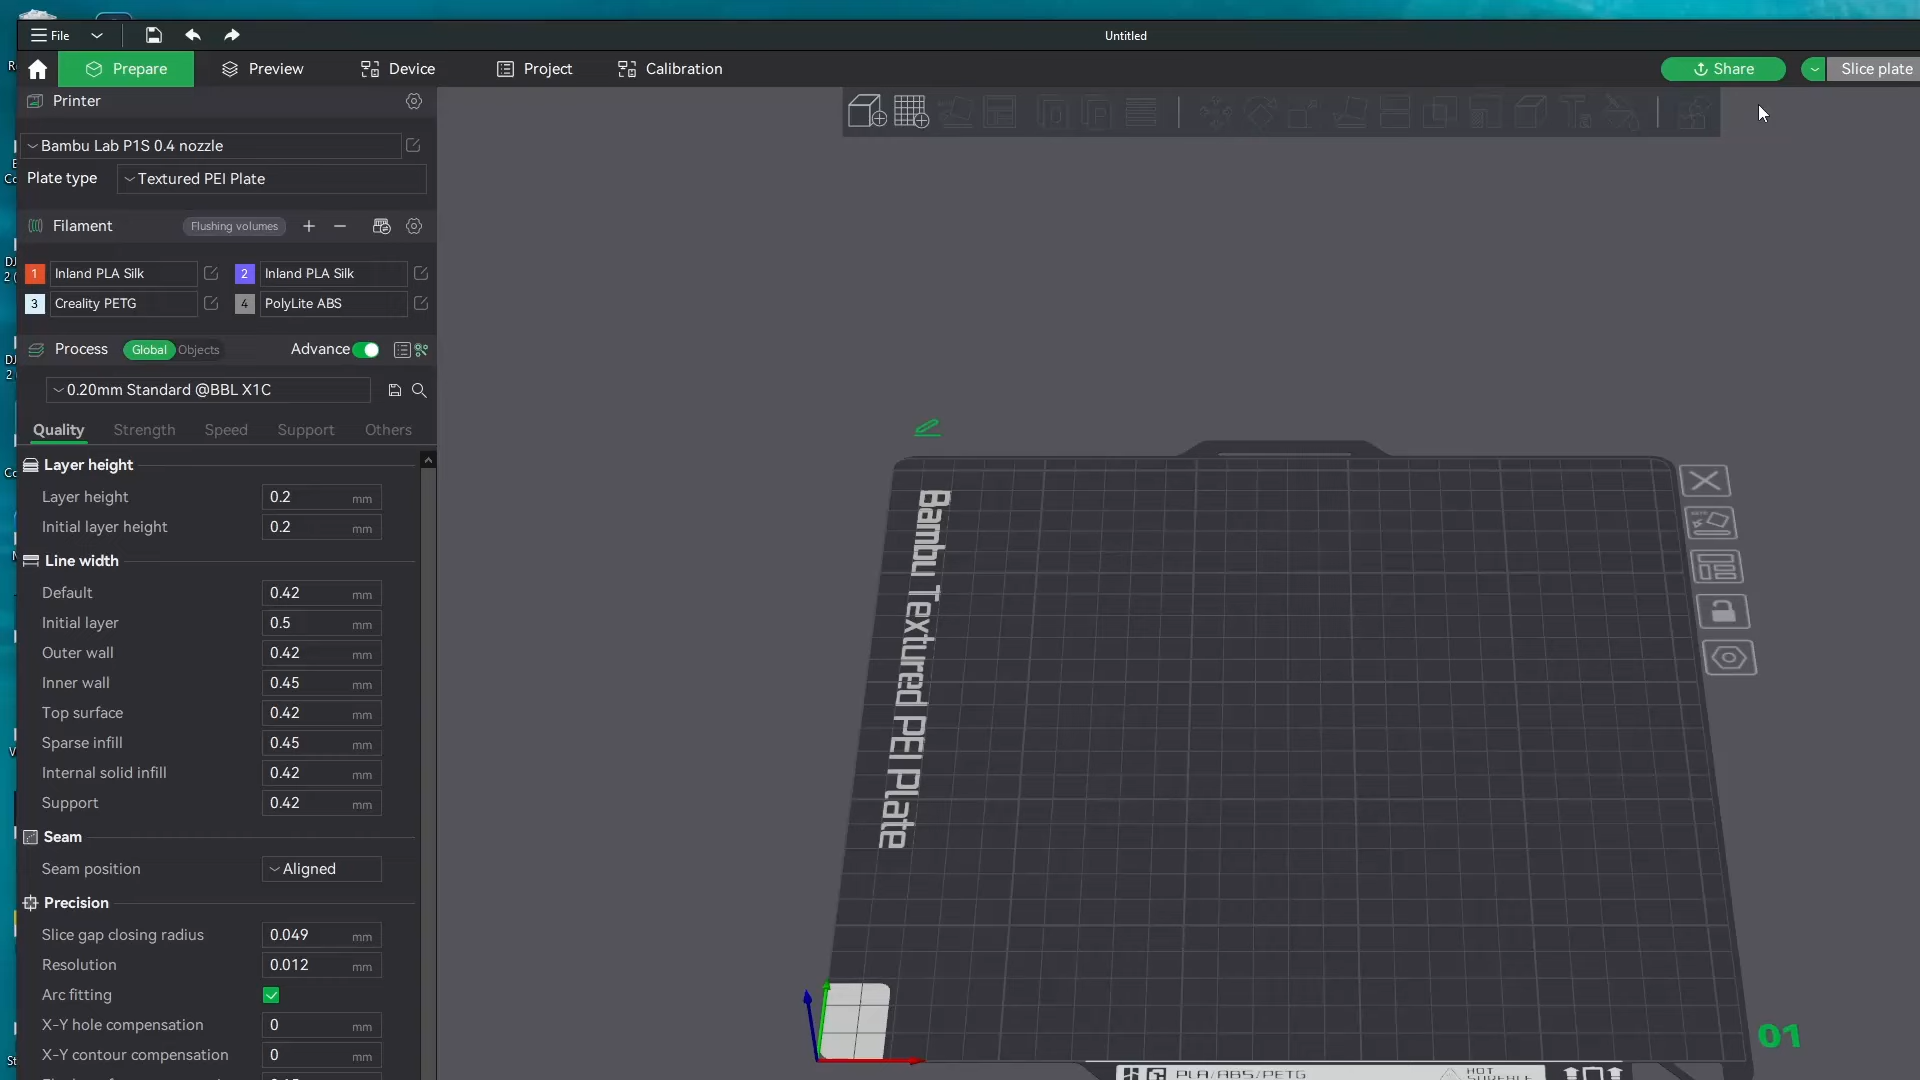 File
Untitled
Prepare
Preview
Device
Project
Calibration
Share
Slice plate
Printer
Bambu Lab P1S 0.4 nozzle
Plate type
Textured PEI Plate
Filament
Flushing volumes
1 Inland PLA Silk
2 Inland PLA Silk
3 Creality PETG
4 PolyLite ABS
Process
Global
Objects
Advance
0.20mm Standard @BBL X1C
Quality
Strength
Speed
Support
Others
Layer height
Layer height 0.2 mm
Initial layer height 0.2 mm
Line width
Default 0.42 mm
Initial layer 0.5 mm
Outer wall 0.42 mm
Inner wall 0.45 mm
Top surface 0.42 mm
Sparse infill 0.45 mm
Internal solid infill 0.42 mm
Support 0.42 mm
Seam
Seam position Aligned
Precision
Slice gap closing radius 0.049 mm
Resolution 0.012 mm
Arc fitting
X-Y hole compensation 0 mm
X-Y contour compensation 0 mm
Bambu Textured PEI Plate
01
PLA/ABS/PETG
HOT
SURFACE